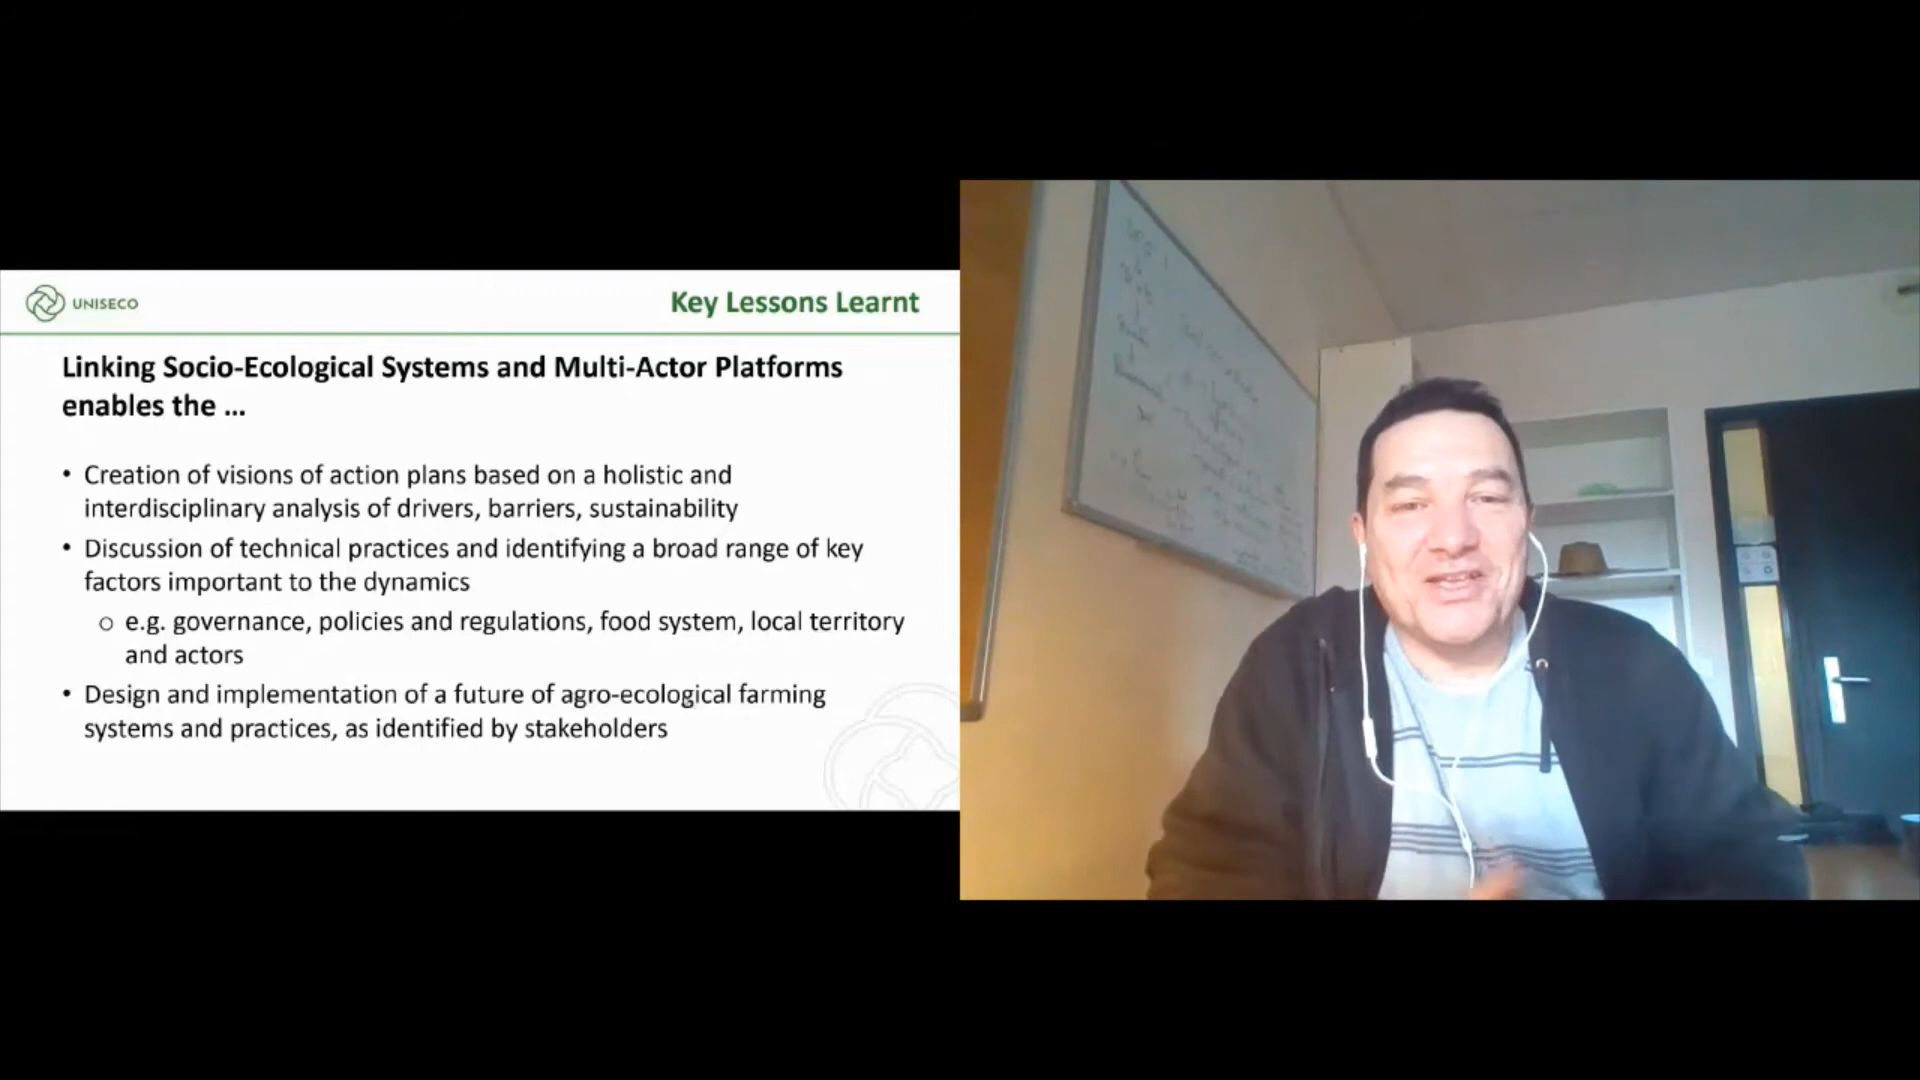 UNISECO
Key Lessons Learnt
Linking Socio-Ecological Systems and Multi-Actor Platforms
enables the ...
• Creation of visions of action plans based on a holistic and
interdisciplinary analysis of drivers, barriers, sustainability
• Discussion of technical practices and identifying a broad range of key
factors important to the dynamics
o e.g. governance, policies and regulations, food system, local territory
and actors
• Design and implementation of a future of agro-ecological farming
systems and practices, as identified by stakeholders